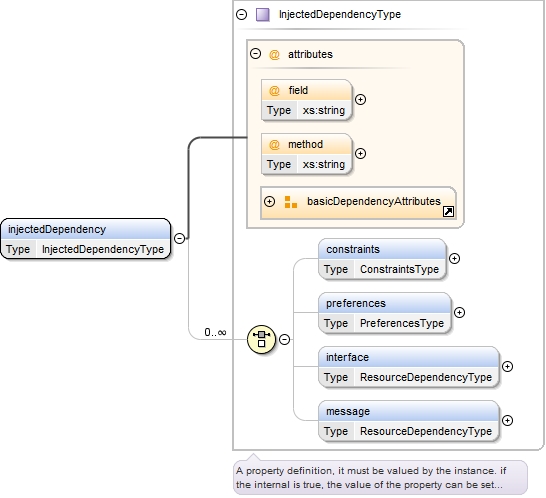 InjectedDependencyType
@ attributes
@ field
Type xs:string
@ method
Type xs:string
basicDependencyAttributes
injectedDependency
Type InjectedDependencyType
constraints
Type ConstraintsType
preferences
Type PreferencesType
0..∞
interface
Type ResourceDependencyType
message
Type ResourceDependencyType
A property definition, it must be valued by the instance. if
the internal is true, the value of the property can be set...